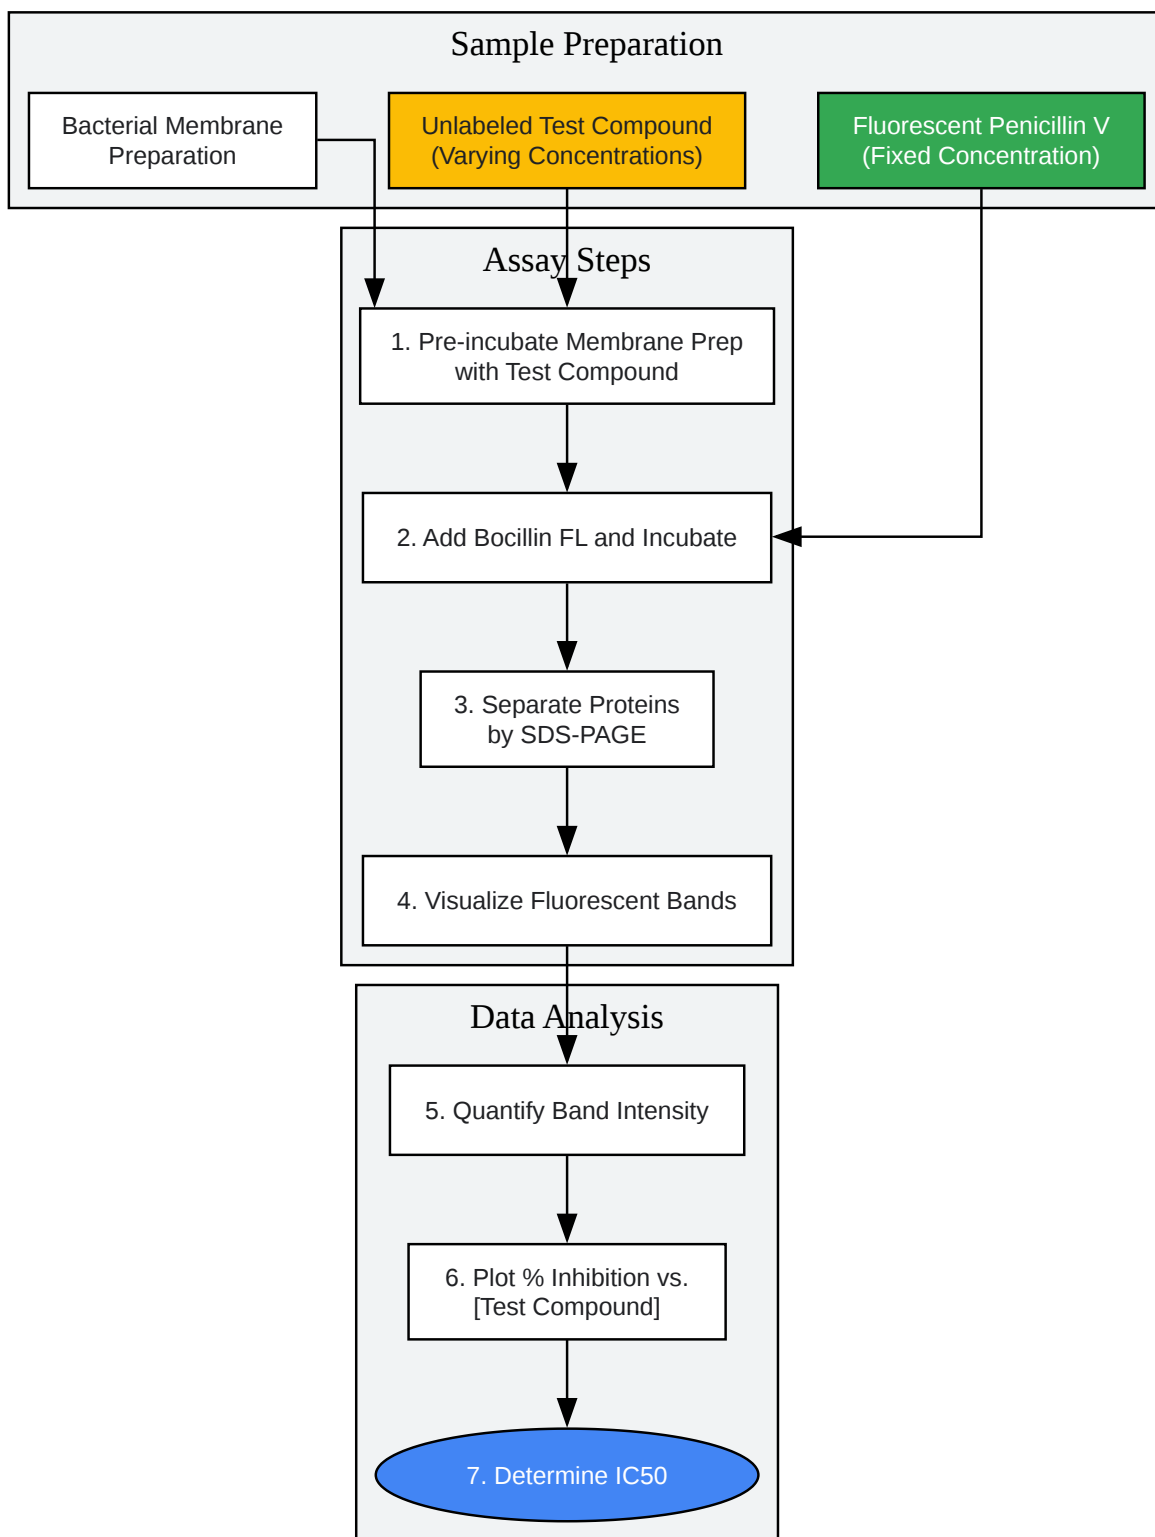 Sample Preparation
Bacterial Membrane
Preparation
Unlabeled Test Compound
(Varying Concentrations)
Fluorescent Penicillin V
(Fixed Concentration)
Assay Steps
1. Pre-incubate Membrane Prep
with Test Compound
2. Add Bocillin FL and Incubate
3. Separate Proteins
by SDS-PAGE
4. Visualize Fluorescent Bands
Data Analysis
5. Quantify Band Intensity
6. Plot % Inhibition vs.
[Test Compound]
7. Determine IC50